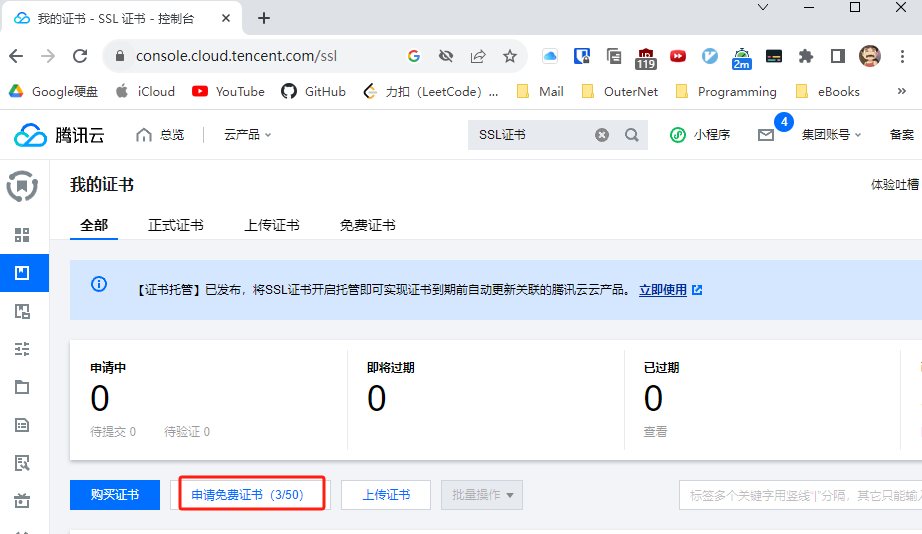 我的证书 - SSL 证书 - 控制台
console.cloud.tencent.com/ssl
119
2m
Google硬盘 iCloud YouTube GitHub 力扣 (LeetCode) ... Mail OuterNet Programming eBooks »
腾讯云 总览 云产品 SSL证书 小程序 4 集团账号 备案
我的证书 体验吐槽
全部 正式证书 上传证书 免费证书
【证书托管】已发布，将SSL证书开启托管即可实现证书到期前自动更新关联的腾讯云云产品。 立即使用
申请中 即将过期 已过期
0 0 0
待提交 0 待验证 0 查看
购买证书 申请免费证书（3/50） 上传证书 批量操作 标签多个关键字用竖线"|"分隔，其它只能输